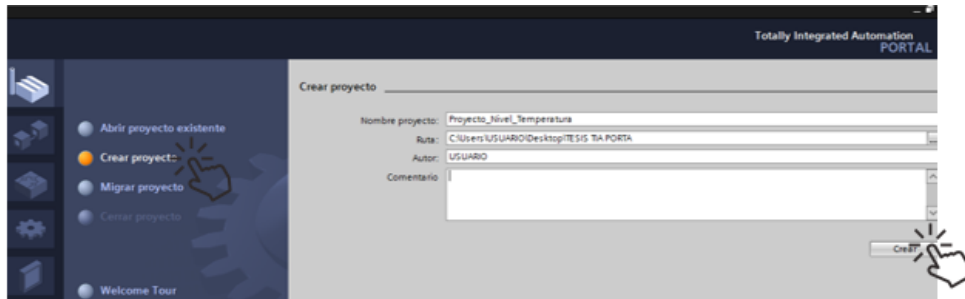 Totally Integrated Automation
PORTAL
Abrir proyecto existente
Crear proyecto
Migrar proyecto
Cerrar proyecto
Welcome Tour
Crear proyecto
Nombre proyecto: Proyecto_Nivel_Temperatura
Ruta: C:\Users\USUARIO\Desktop\TESIS TIA PORTA
Autor: USUARIO
Comentario
Crear